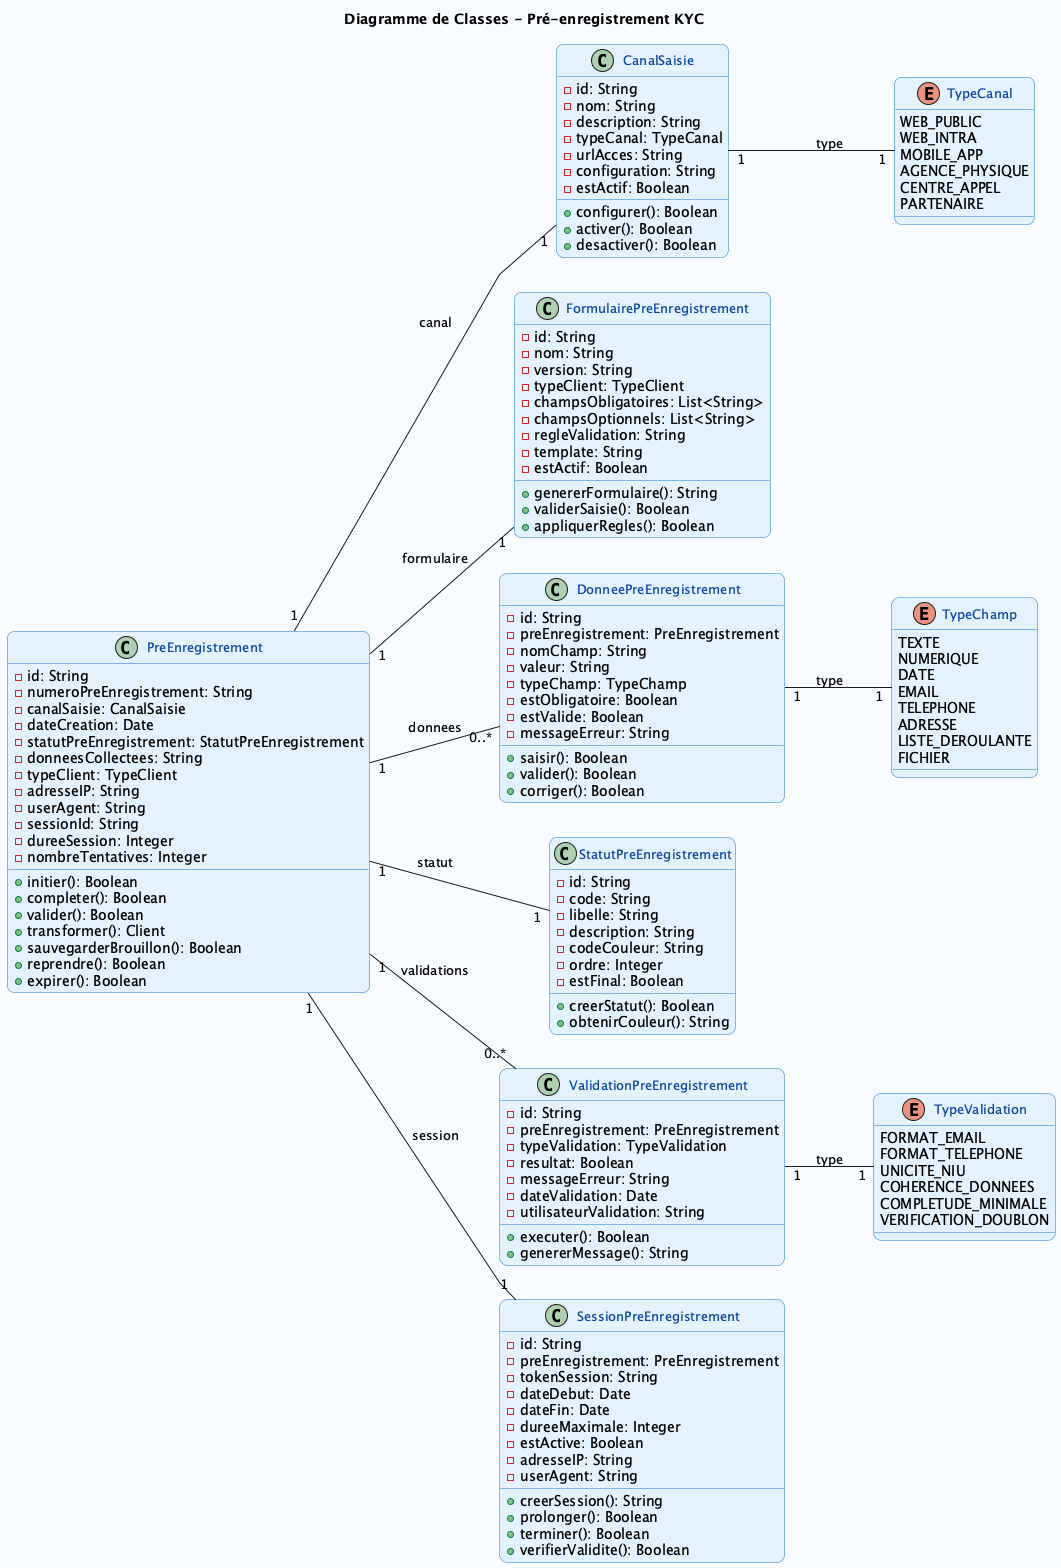 Diagramme de Classes - Pré-enregistrement KYC
C CanalSaisie
id: String
nom: String
description: String
typeCanal: TypeCanal
urlAcces: String
configuration: String
estActif: Boolean
configurer(): Boolean
activer(): Boolean
desactiver(): Boolean
type
1
1
E TypeCanal
WEB_PUBLIC
WEB_INTRA
MOBILE_APP
AGENCE_PHYSIQUE
CENTRE_APPEL
PARTENAIRE
canal
1
1
C FormulairePreEnregistrement
id: String
nom: String
version: String
typeClient: TypeClient
champsObligatoires: List<String>
champsOptionnels: List<String>
regleValidation: String
template: String
estActif: Boolean
genererFormulaire(): String
validerSaisie(): Boolean
appliquerRegles(): Boolean
formulaire
1
1
C DonneePreEnregistrement
id: String
preEnregistrement: PreEnregistrement
nomChamp: String
valeur: String
typeChamp: TypeChamp
estObligatoire: Boolean
estValide: Boolean
messageErreur: String
saisir(): Boolean
valider(): Boolean
corriger(): Boolean
type
1
1
E TypeChamp
TEXTE
NUMERIQUE
DATE
EMAIL
TELEPHONE
ADRESSE
LISTE_DEROULANTE
FICHIER
C PreEnregistrement
id: String
numeroPreEnregistrement: String
canalSaisie: CanalSaisie
dateCreation: Date
statutPreEnregistrement: StatutPreEnregistrement
donneesCollectees: String
typeClient: TypeClient
adresseIP: String
userAgent: String
sessionId: String
dureeSession: Integer
nombreTentatives: Integer
initier(): Boolean
completer(): Boolean
valider(): Boolean
transformer(): Client
sauvegarderBrouillon(): Boolean
reprendre(): Boolean
expirer(): Boolean
donnees
1
0..*
statut
1
1
C StatutPreEnregistrement
id: String
code: String
libelle: String
description: String
codeCouleur: String
ordre: Integer
estFinal: Boolean
creerStatut(): Boolean
obtenirCouleur(): String
validations
1
0..*
C ValidationPreEnregistrement
id: String
preEnregistrement: PreEnregistrement
typeValidation: TypeValidation
resultat: Boolean
messageErreur: String
dateValidation: Date
utilisateurValidation: String
executer(): Boolean
genererMessage(): String
type
1
1
E TypeValidation
FORMAT_EMAIL
FORMAT_TELEPHONE
UNICITE_NIU
COHERENCE_DONNEES
COMPLETUDE_MINIMALE
VERIFICATION_DOUBLON
session
1
1
C SessionPreEnregistrement
id: String
preEnregistrement: PreEnregistrement
tokenSession: String
dateDebut: Date
dateFin: Date
dureeMaximale: Integer
estActive: Boolean
adresseIP: String
userAgent: String
creerSession(): String
prolonger(): Boolean
terminer(): Boolean
verifierValidite(): Boolean